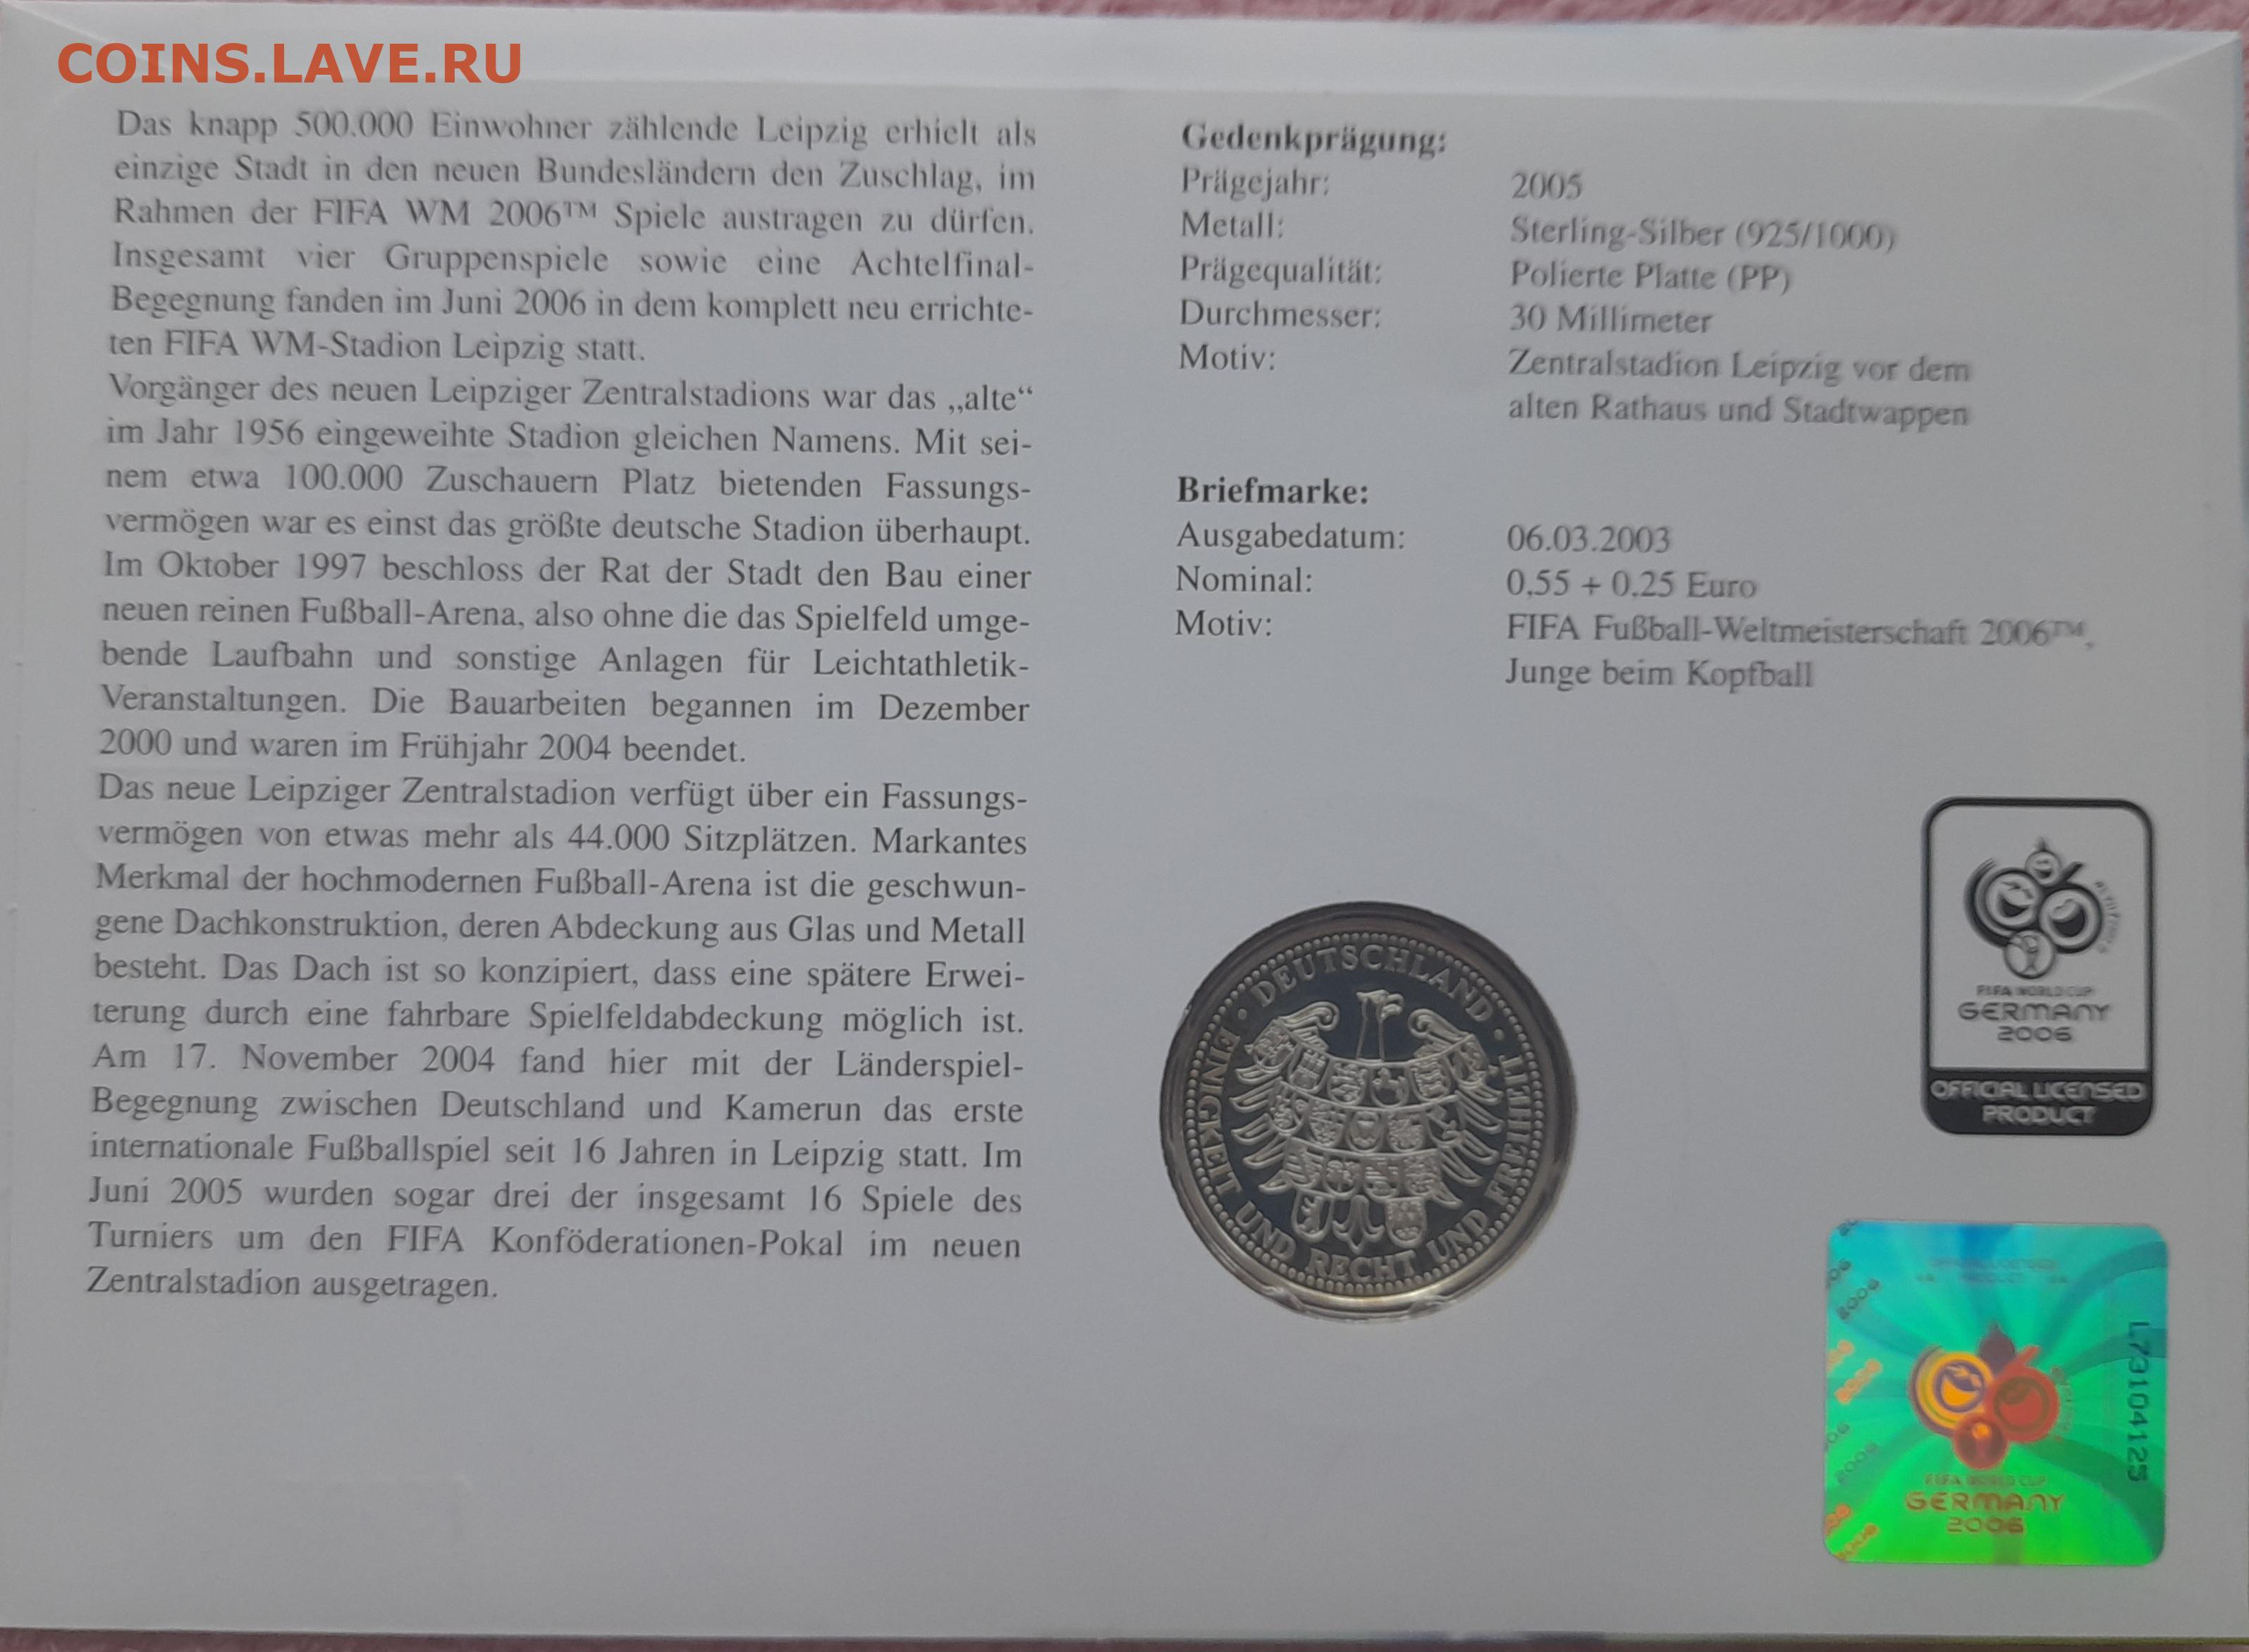 COINS.LAVE.RU
Das knapp 500.000 Einwohner zählende Leipzig erhielt als
einzige Stadt in den neuen Bundesländern den Zuschlag, im
Rahmen der FIFA WM 2006™ Spiele austragen zu dürfen.
Insgesamt vier Gruppenspiele sowie eine Achtelfinal-
Begegnung fanden im Juni 2006 in dem komplett neu errichte-
ten FIFA WM-Stadion Leipzig statt.
Vorgänger des neuen Leipziger Zentralstadions war das „alte“
im Jahr 1956 eingeweihte Stadion gleichen Namens. Mit sei-
nem etwa 100.000 Zuschauern Platz bietenden Fassungs-
vermögen war es einst das größte deutsche Stadion überhaupt.
Im Oktober 1997 beschloss der Rat der Stadt den Bau einer
neuen reinen Fußball-Arena, also ohne die das Spielfeld umge-
bende Laufbahn und sonstige Anlagen für Leichtathletik-
Veranstaltungen. Die Bauarbeiten begannen im Dezember
2000 und waren im Frühjahr 2004 beendet.
Das neue Leipziger Zentralstadion verfügt über ein Fassungs-
vermögen von etwas mehr als 44.000 Sitzplätzen. Markantes
Merkmal der hochmodernen Fußball-Arena ist die geschwun-
gene Dachkonstruktion, deren Abdeckung aus Glas und Metall
besteht. Das Dach ist so konzipiert, dass eine spätere Erwei-
terung durch eine fahrbare Spielfeldabdeckung möglich ist.
Am 17. November 2004 fand hier mit der Länderspiel-
Begegnung zwischen Deutschland und Kamerun das erste
internationale Fußballspiel seit 16 Jahren in Leipzig statt. Im
Juni 2005 wurden sogar drei der insgesamt 16 Spiele des
Turniers um den FIFA Konföderationen-Pokal im neuen
Zentralstadion ausgetragen.
Gedenkprägung:
Prägejahr: 2005
Metall: Sterling-Silber (925/1000)
Prägequalität: Polierte Platte (PP)
Durchmesser: 30 Millimeter
Motiv: Zentralstadion Leipzig vor dem
alten Rathaus und Stadtwappen
Briefmarke:
Ausgabedatum: 06.03.2003
Nominal: 0,55 + 0,25 Euro
Motiv: FIFA Fußball-Weltmeisterschaft 2006™,
Junge beim Kopfball
· DEUTSCHLAND ·
EINIGKEIT UND RECHT UND FREIHEIT
FIFA WORLD CUP
GERMANY
2006
OFFICIAL LICENSED
PRODUCT
L73104125
2006
2006
FIFA WORLD CUP
GERMANY
2006